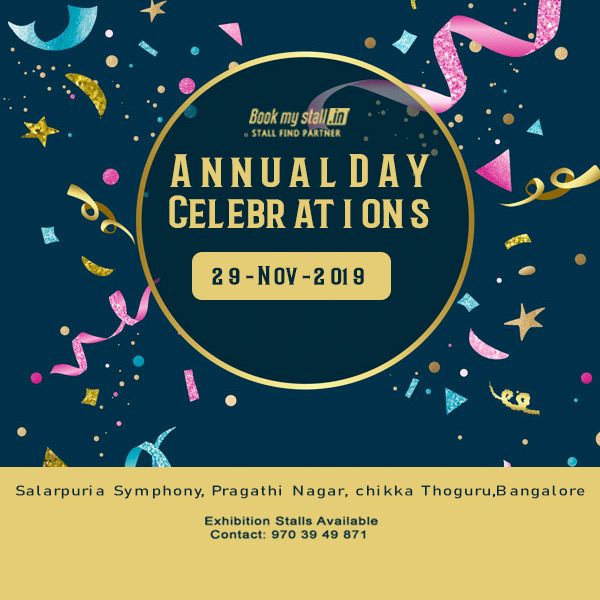 Book my stall.in
STALL FIND PARTNER
ANNUAL DAY
CELEBRATIONS
29-Nov-2019
Salarpuria Symphony, Pragathi Nagar, chikka Thoguru,Bangalore
Exhibition Stalls Available
Contact: 970 39 49 871